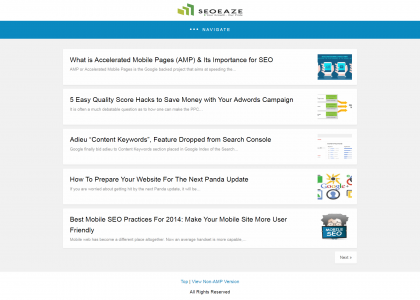 SEOEAZE
••• NAVIGATE
What is Accelerated Mobile Pages (AMP) & Its Importance for SEO
AMP or Accelerated Mobile Pages is the Google backed project that aims at speeding the...
5 Easy Quality Score Hacks to Save Money with Your Adwords Campaign
It is often a much debatable question as to how one can make the PPC...
Adieu “Content Keywords”, Feature Dropped from Search Console
Google finally bid adieu to Content Keywords section placed in Google Index of the Search...
How To Prepare Your Website For The Next Panda Update
If you are worried about getting hit by the next Panda update, it will be...
Google
Best Mobile SEO Practices For 2014: Make Your Mobile Site More User
Friendly
Mobile web has become a different place altogether. Now an average handset is more capable...
MOBILE
SEO
Next »
Top | View Non-AMP Version
All Rights Reserved